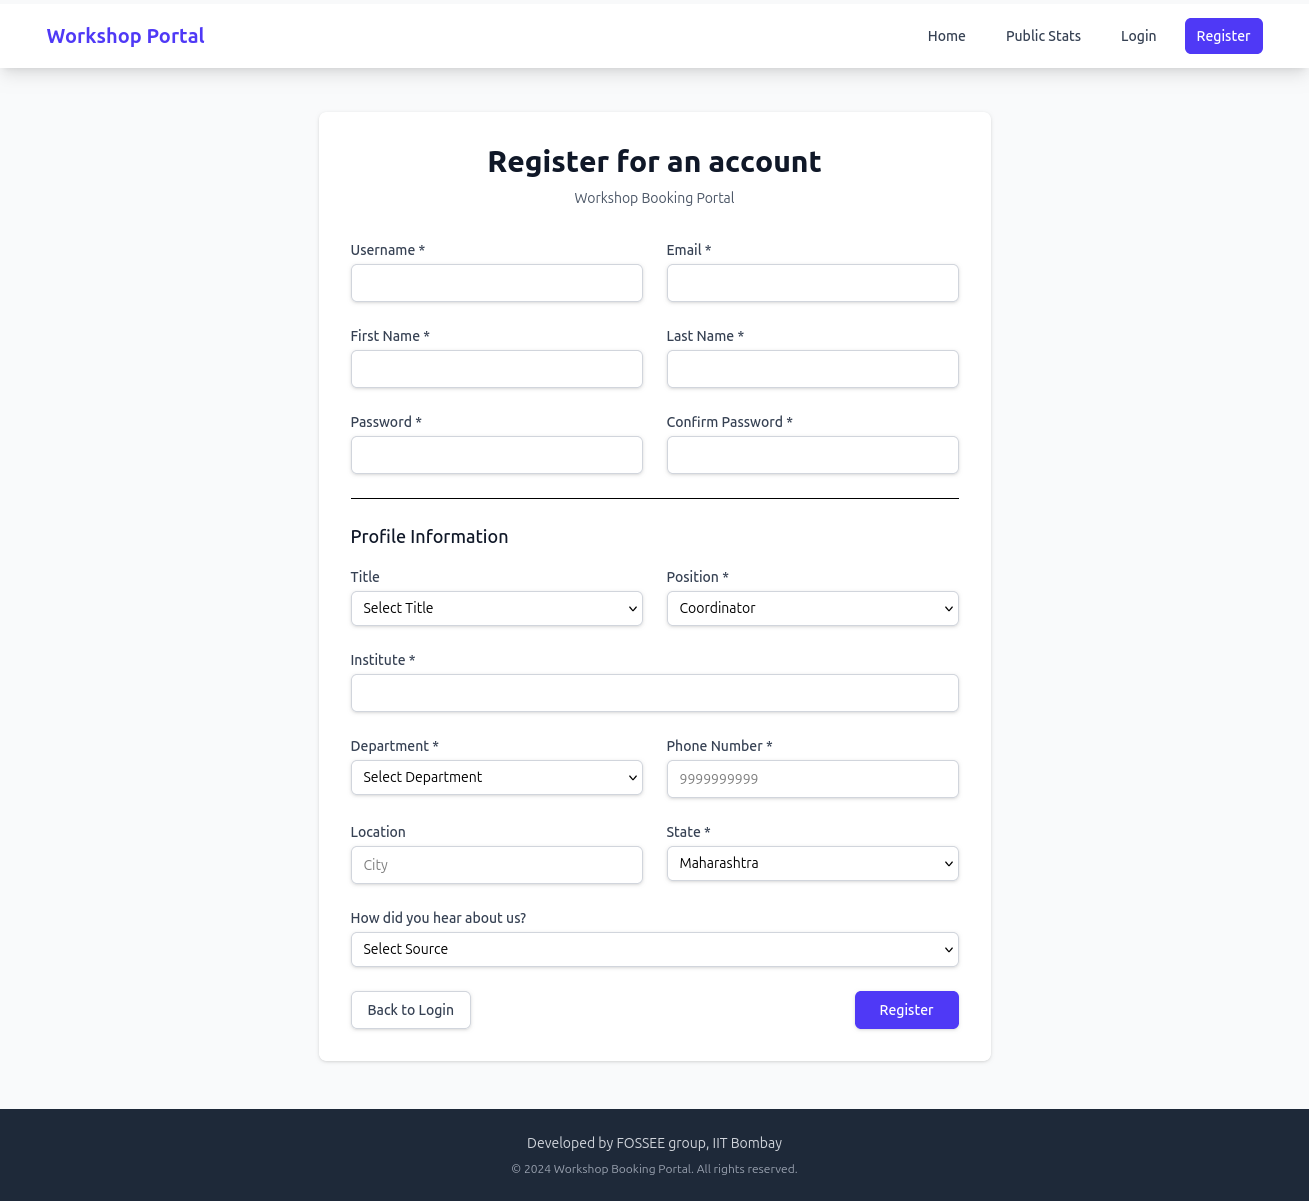 Workshop Portal
Home Public Stats Login Register
Register for an account
Workshop Booking Portal
Username * Email *
First Name * Last Name *
Password * Confirm Password *
Profile Information
Title Position *
Select Title Coordinator
Institute *
Department * Phone Number *
Select Department 9999999999
Location State *
City Maharashtra
How did you hear about us?
Select Source
Back to Login Register
Developed by FOSSEE group, IIT Bombay
© 2024 Workshop Booking Portal. All rights reserved.